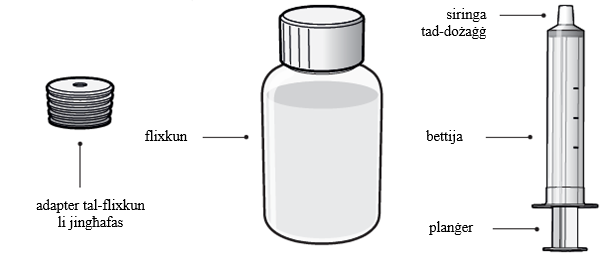 siringa
tad-dożaġġ
flixkun
bettija
adapter tal-flixkun
li jingħafas
planġer